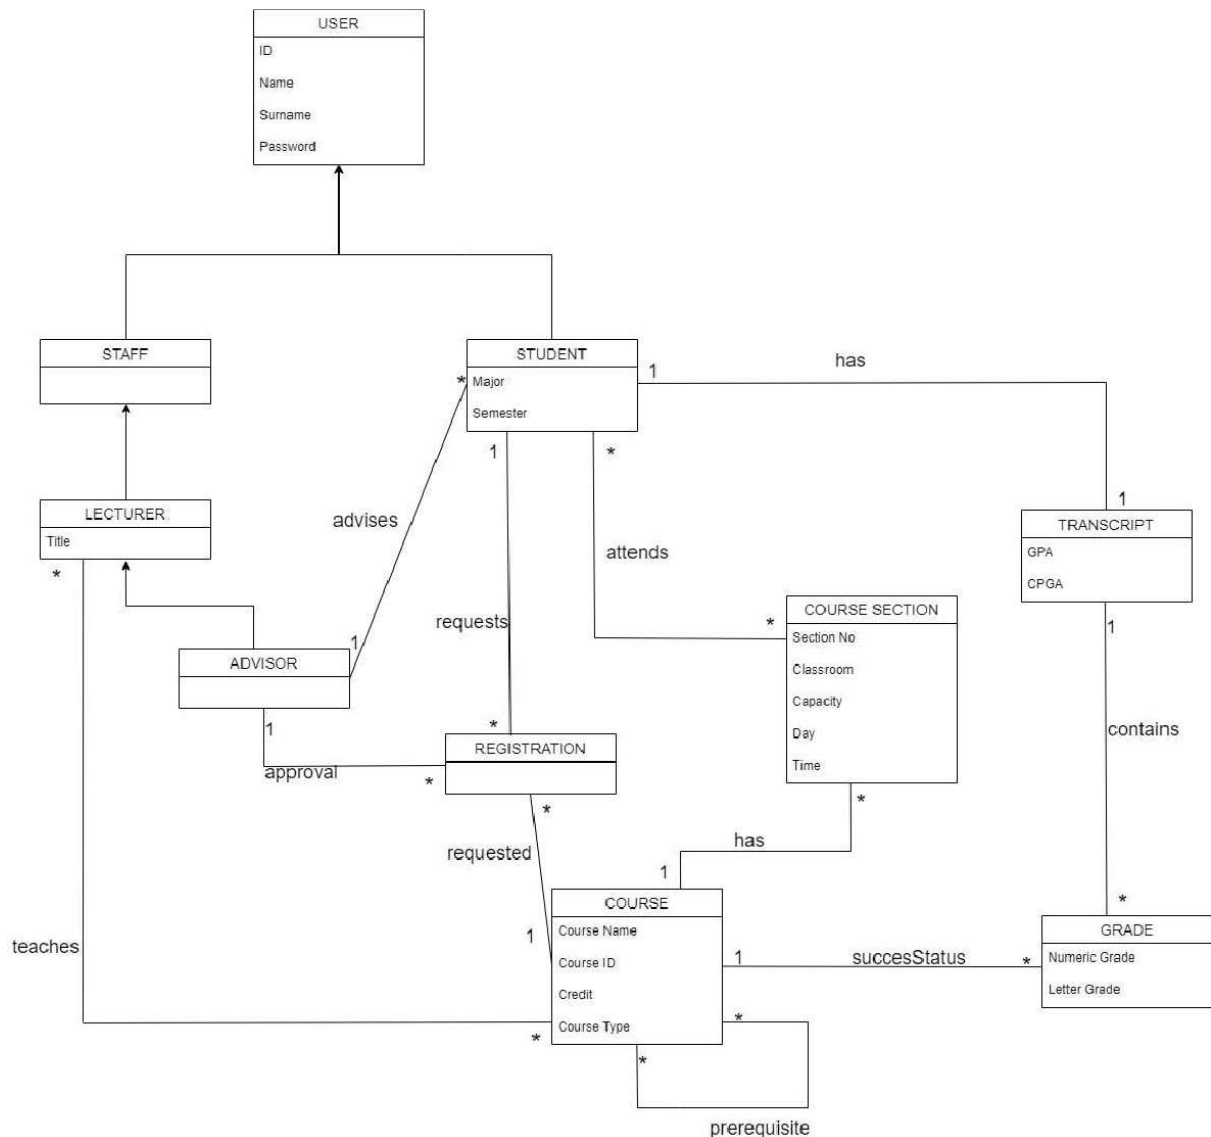 USER
ID
Name
Surname
Password
STAFF
STUDENT
Major
Semester
*
1
has
1
*
advises
LECTURER
Title
*
1
TRANSCRIPT
GPA
CPGA
1
attends
requests
COURSE SECTION
Section No
Classroom
Capacity
Day
Time
*
*
1
ADVISOR
1
approval
*
*
REGISTRATION
*
contains
requested
has
1
1
COURSE
Course Name
Course ID
Credit
Course Type
*
GRADE
Numeric Grade
Letter Grade
teaches
1
succesStatus
*
*
*
*
prerequisite